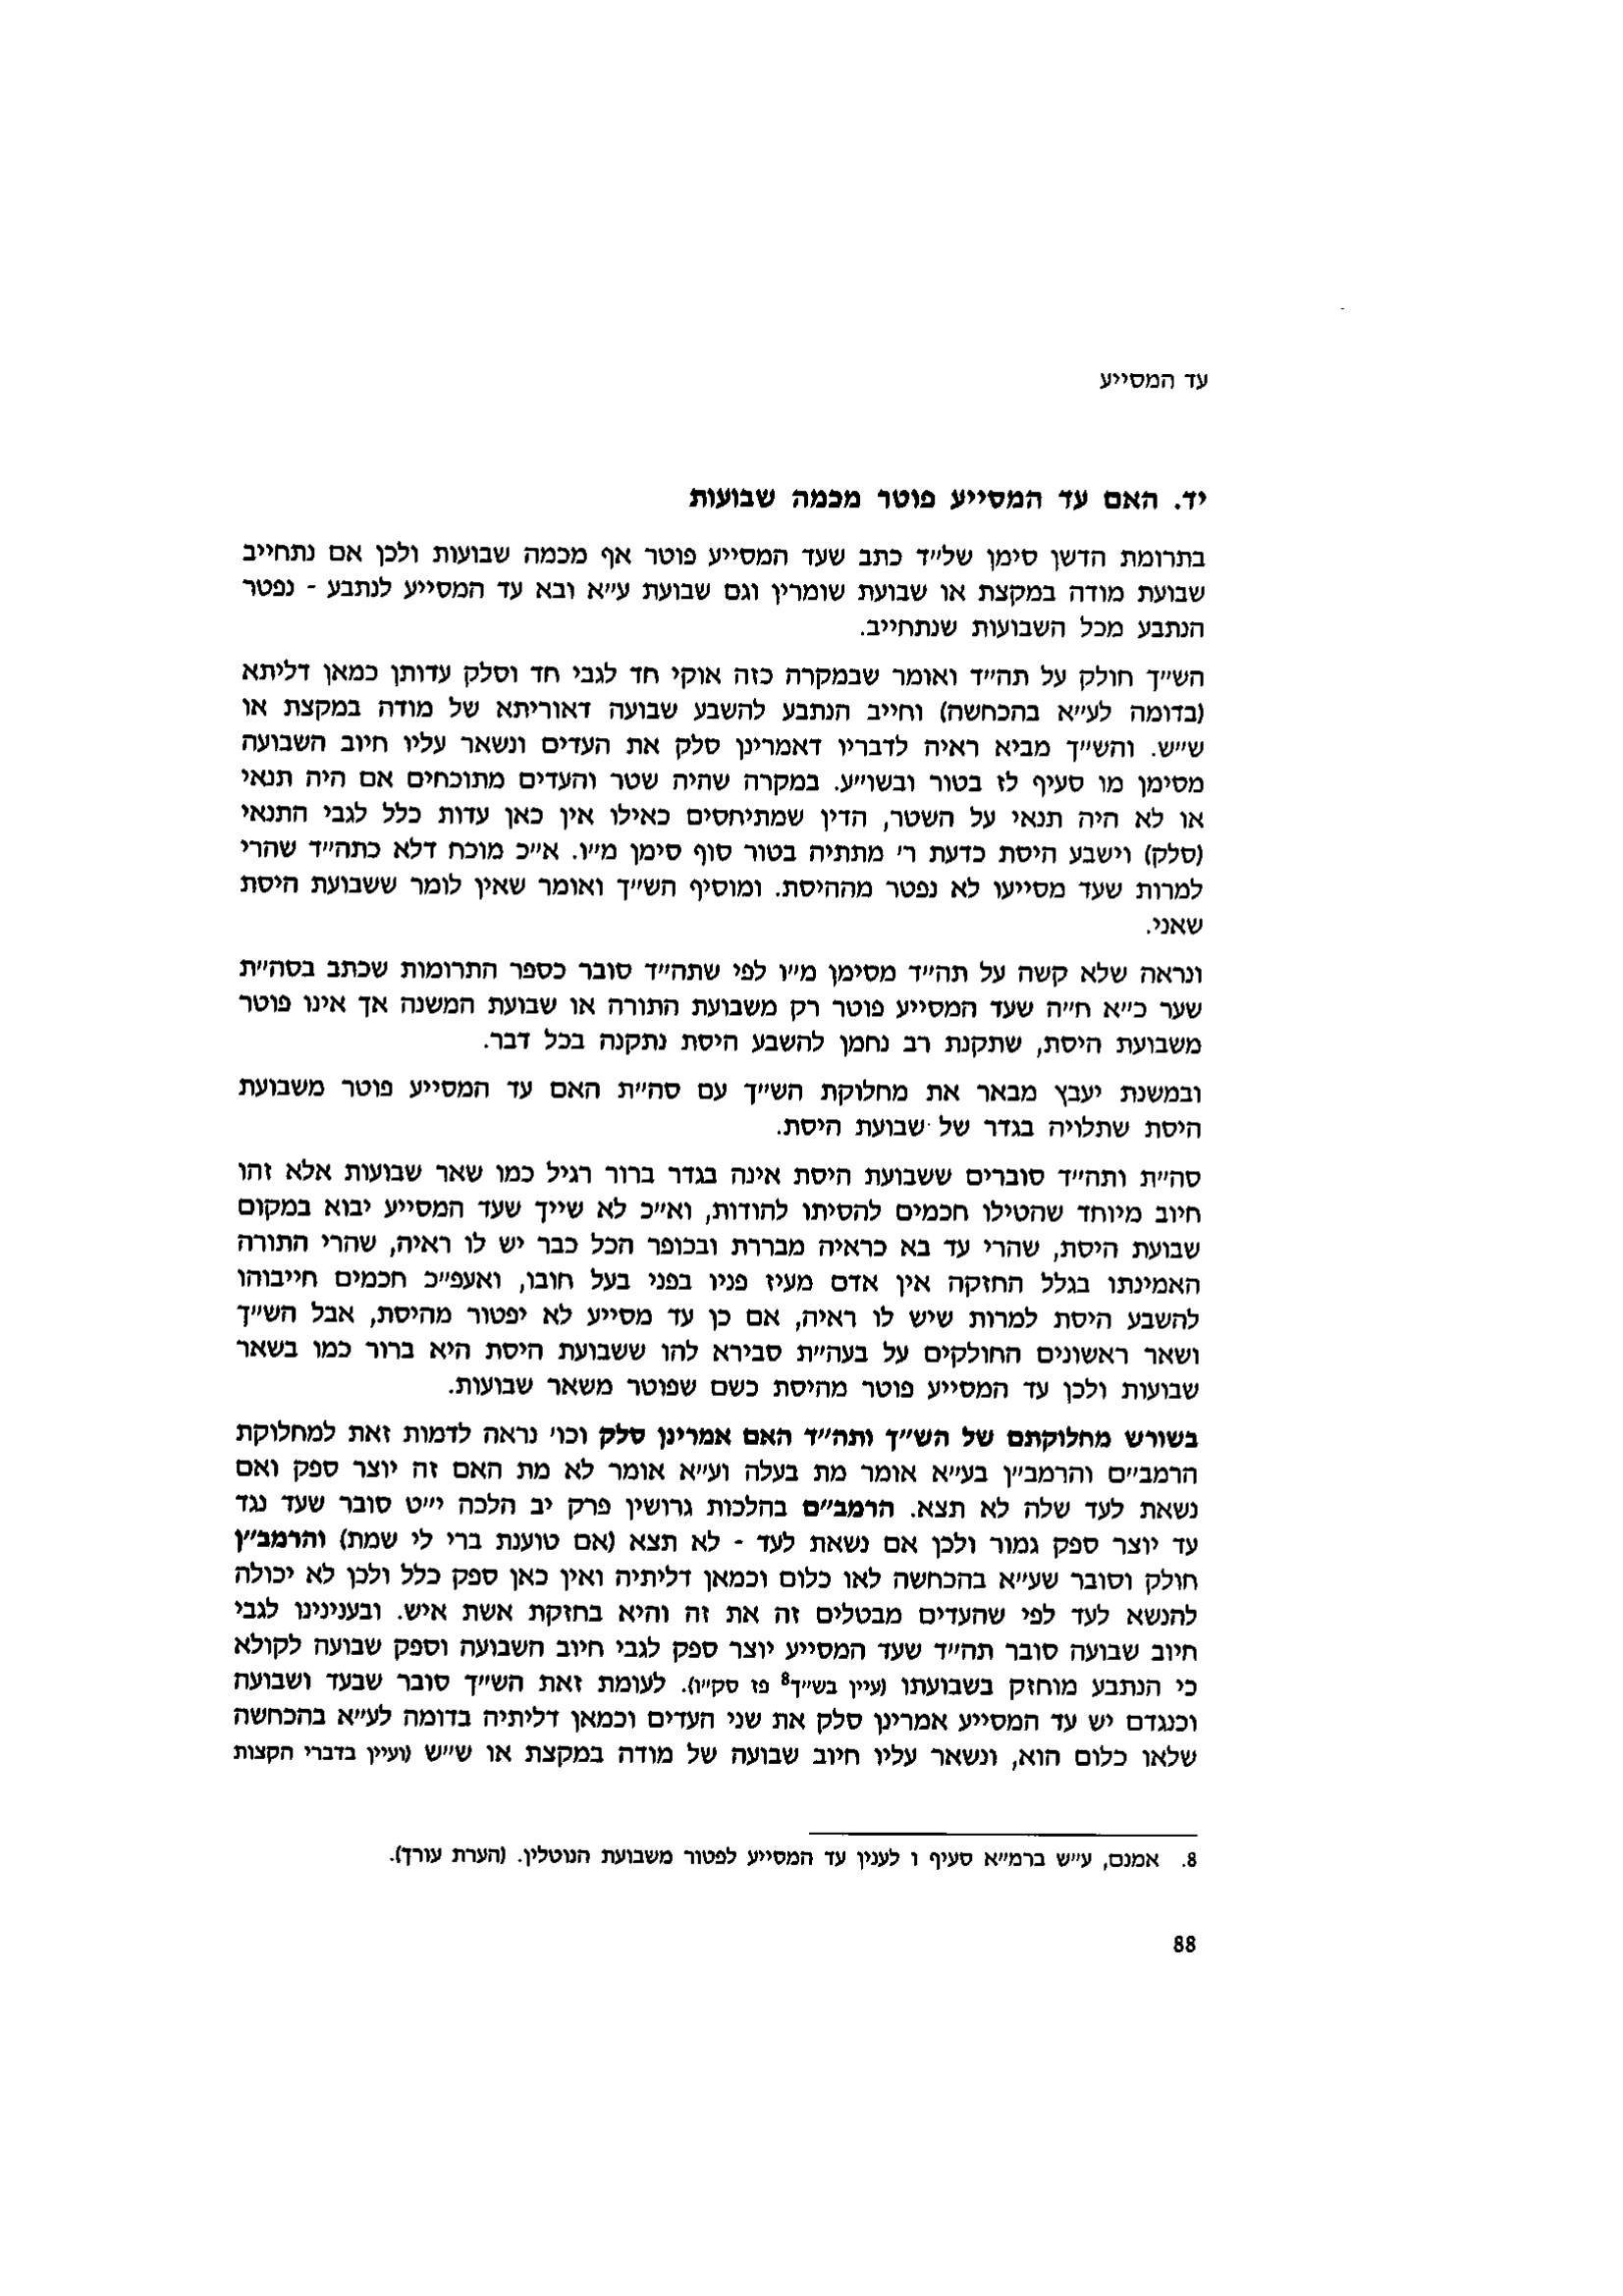 עד המסייע
יד. האם עד המסייע פוטר מכמה שבועות
בתרומת הדשן סימן של״ד כתב שעד המסייע פוטר אף מכמה שבועות ולכן אם נתחייב
שבועת מודה במקצת או שבועת שומרין וגם שבועת ע״א ובא עד המסייע לנתבע - נפטר
הנתבע מכל השבועות שנתחייב.
הש״ך חולק על תה״ד ואומר שבמקרה כזה אוקי חד לגבי חד וסלק עדותן כמאן דליתא
(בדומה לע״א בהכחשה) וחייב הנתבע להשבע שבועה דאוריתא של מודה במקצת או
ש״ש. והש״ך מביא ראיה לדבריו דאמרינן סלק את העדים ונשאר עליו חיוב השבועה
מסימן מו סעיף לז בטור ובשו״ע. במקרה שהיה שטר והעדים מתוכחים אם היה תנאי
או לא היה תנאי על השטר, הדין שמתיחסים כאילו אין כאן עדות כלל לגבי התנאי
(סלק) וישבע היסת כדעת ר׳ מתתיה בטור סוף סימן מ״ו. א״כ מוכח דלא כתה״ד שהרי
למרות שעד מסייעו לא נפטר מההיסת. ומוסיף הש״ך ואומר שאין לומר ששבועת היסת
שאני.
ונראה שלא קשה על תה״ד מסימן מ״ו לפי שתה״ד סובר כספר התרומות שכתב בסה״ת
שער כ״א ח״ה שעד המסייע פוטר רק משבועת התורה או שבועת המשנה אך אינו פוטר
משבועת היסת, שתקנת רב נחמן להשבע היסת נתקנה בכל דבר.
ובמשנת יעבץ מבאר את מחלוקת הש״ך עם סה״ת האם עד המסייע פוטר משבועת
היסת שתלויה בגדר של שבועת היסת.
סה״ת ותה״ד סוברים ששבועת היסת אינה בגדר ברור רגיל כמו שאר שבועות אלא זהו
חיוב מיוחד שהטילו חכמים להסיתו להודות, וא״כ לא שייך שעד המסייע יבוא במקום
שבועת היסת, שהרי עד בא כראיה מבררת ובכופר הכל כבר יש לו ראיה, שהרי התורה
האמינתו בגלל החזקה אין אדם מעיז פניו בפני בעל חובו, ואעפ״כ חכמים חייבוהו
להשבע היסת למרות שיש לו ראיה, אם כן עד מסייע לא יפטור מהיסת, אבל הש״ך
ושאר ראשונים החולקים על בעה״ת סבירא להו ששבועת היסת היא ברור כמו בשאר
שבועות ולכן עד המסייע פוטר מהיסת כשם שפוטר משאר שבועות.
בשורש מחלוקתם של הש״ך ותה״ד האם אמרינן סלק וכו׳ נראה לדמות זאת למחלוקת
הרמב״ם והרמב״ן בע״א אומר מת בעלה וע״א אומר לא מת האם זה יוצר ספק ואם
נשאת לעד שלה לא תצא. הרמב״ם בהלכות גרושין פרק יב הלכה י״ט סובר שעד נגד
עד יוצר ספק גמור ולכן אם נשאת לעד - לא תצא (אם טוענת ברי לי שמת) והרמב״ן
חולק וסובר שע״א בהכחשה לאו כלום וכמאן דליתיה ואין כאן ספק כלל ולכן לא יכולה
להנשא לעד לפי שהעדים מבטלים זה את זה והיא בחזקת אשת איש. ובענינינו לגבי
חיוב שבועה סובר תה״ד שעד המסייע יוצר ספק לגבי חיוב השבועה וספק שבועה לקולא
כי הנתבע מוחזק בשבועתו (עיין בש״ך8 פז סק״ו). לעומת זאת הש״ך סובר שבעד ושבועה
וכנגדם יש עד המסייע אמרינן סלק את שני העדים וכמאן דליתיה בדומה לע״א בהכחשה
שלאו כלום הוא, ונשאר עליו חיוב שבועה של מודה במקצת או ש״ש (ועיין בדברי הקצות
8. אמנם, ע״ש ברמ״א סעיף ו לענין עד המסייע לפטור משבועת הנוטלין. (הערת עורך).
88